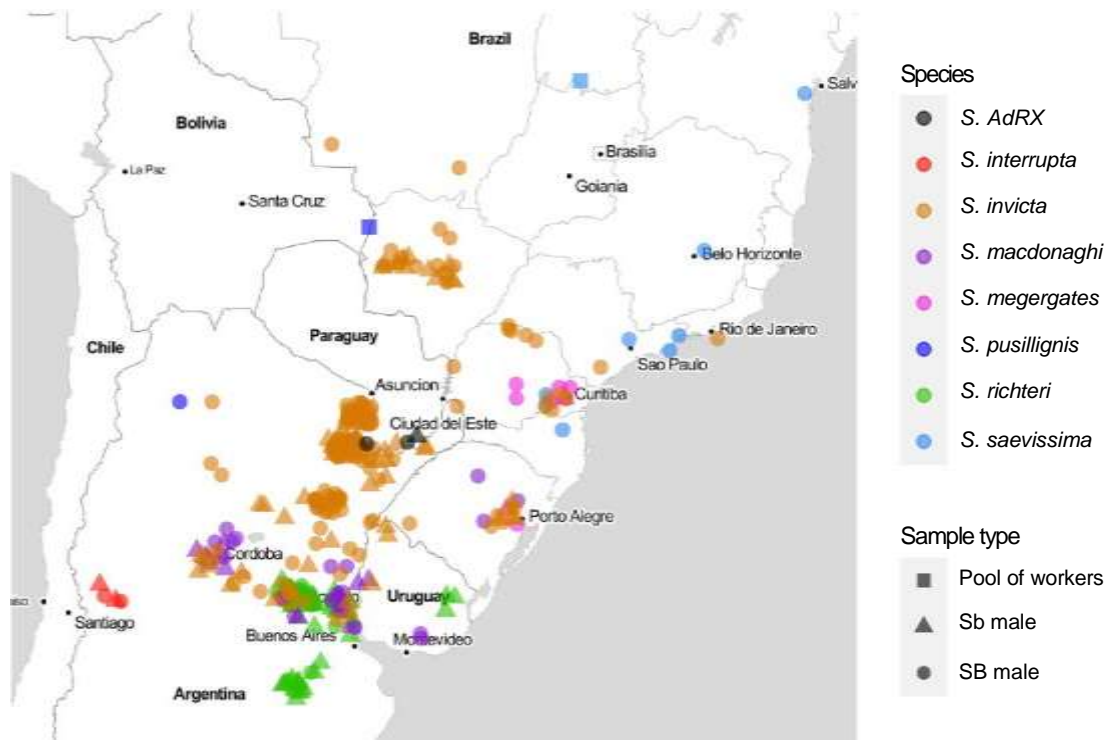 Brazil
Salv
Bolivia
La Paz
Brasilia
Goiania
Santa Cruz
Belo Horizonte
Paraguay
Rio de Janeiro
Chile
Sao Paulo
Asuncion
Curitiba
Ciudad del Este
Porto Alegre
Cordoba
Uruguay
Santiago
Buenos Aires
Montevideo
Argentina
Species
S. AdRX
S. interrupta
S. invicta
S. macdonaghi
S. megergates
S. pusillignis
S. richteri
S. saevissima
Sample type
Pool of workers
Sb male
SB male